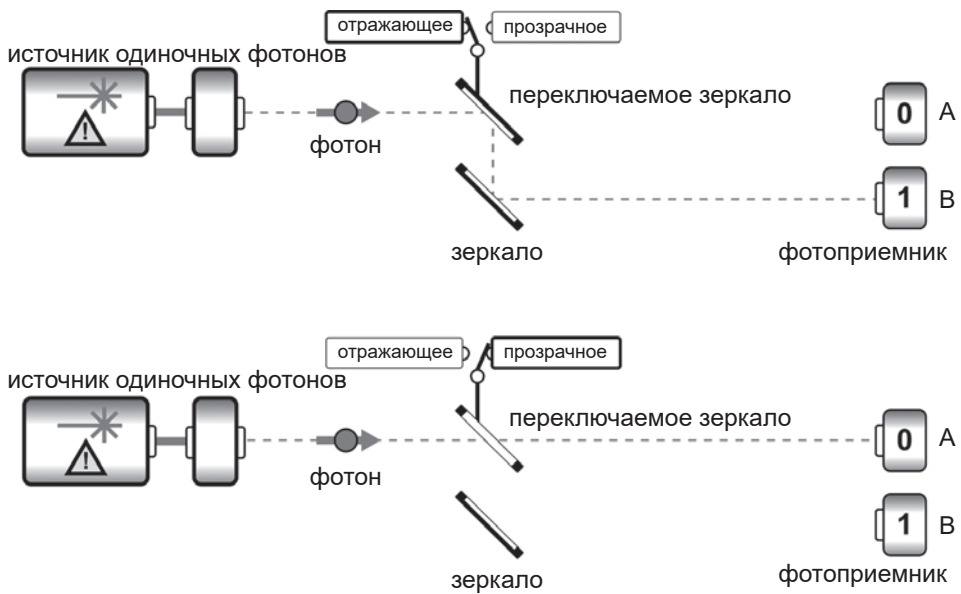 отражающее
прозрачное
источник одиночных фотонов
переключаемое зеркало
0 А
!
фотон
1 В
зеркало
фотоприемник
отражающее
прозрачное
источник одиночных фотонов
переключаемое зеркало
0 А
!
фотон
1 В
зеркало
фотоприемник